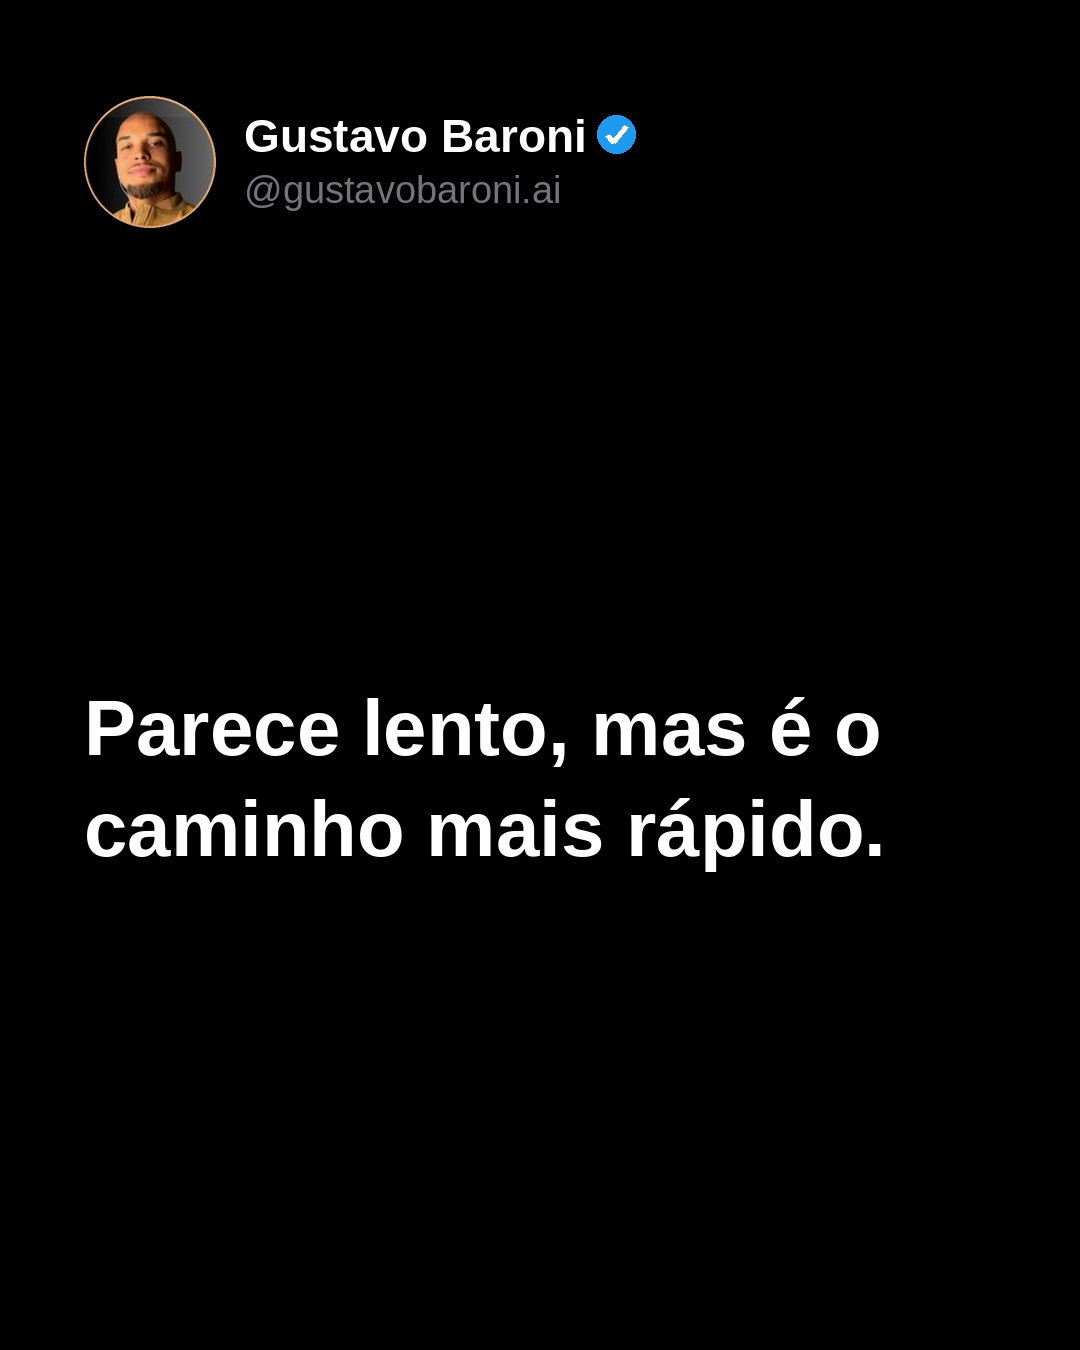 Gustavo Baroni
@gustavobaroni.ai
Parece lento, mas é o
caminho mais rápido.